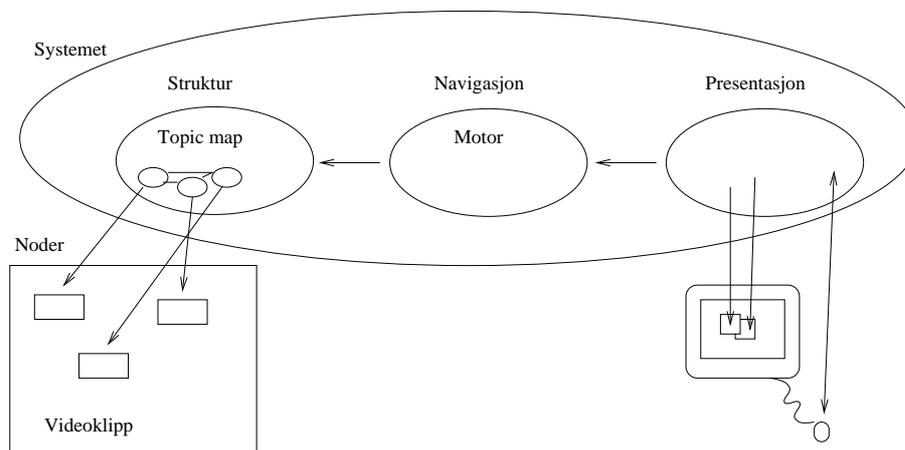 Systemet
Struktur
Navigasjon
Presentasjon
Topic map
Motor
Noder
Videoklipp